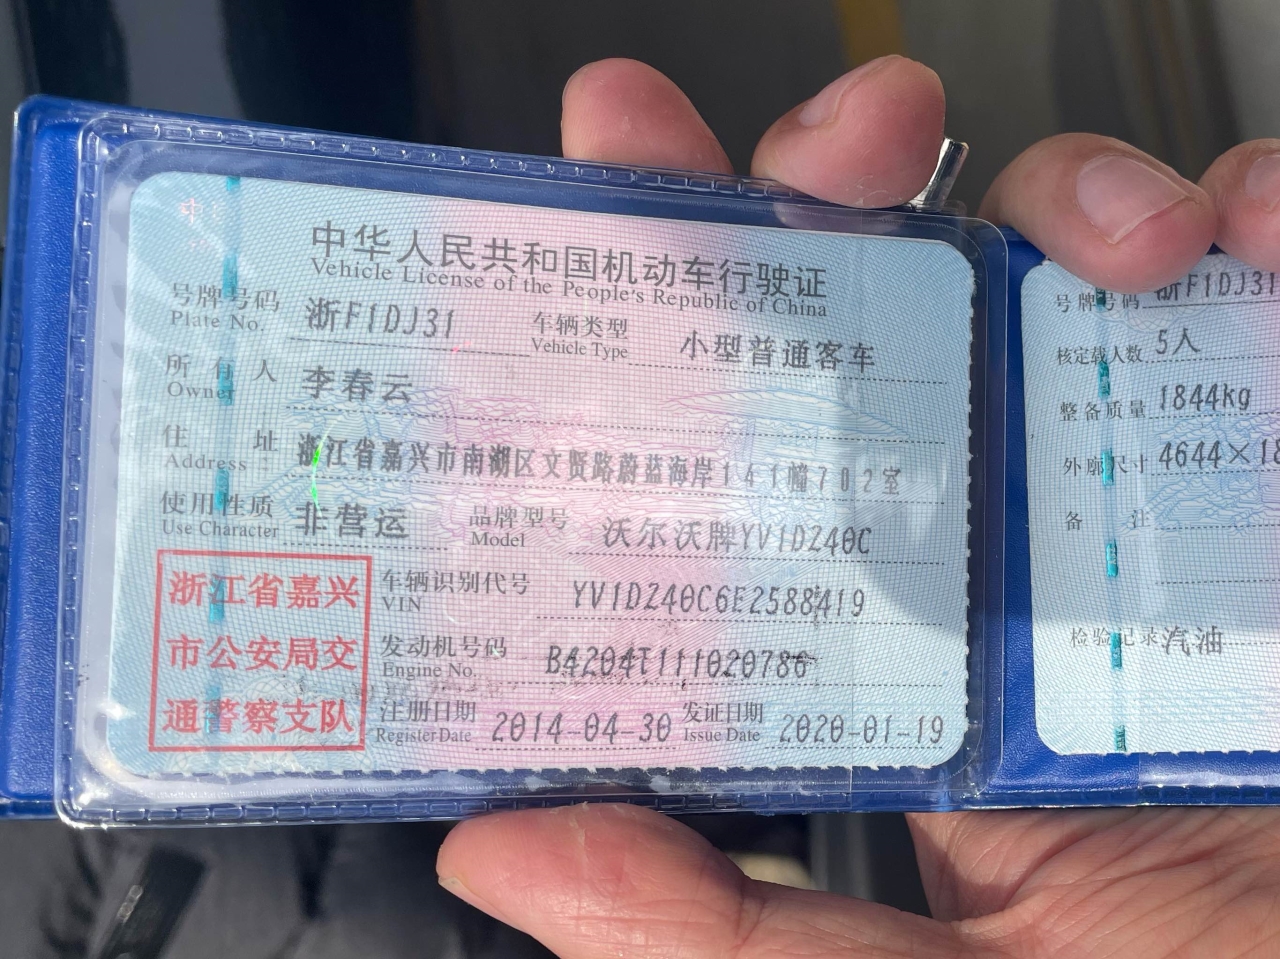 中华人民共和国机动车行驶证
Vehicle License of the People's Republic of China
号牌号码 浙F1DJ31 车辆类型 小型普通客车
Plate No. Vehicle Type
所有人 李春云
Owner
住址 浙江省嘉兴市南湖区文贤路蔚蓝海岸141幢702室
Address
使用性质 非营运 品牌型号 沃尔沃牌YV1DZ40C
Use Character Model
浙江省嘉兴
市公安局交
通警察支队
车辆识别代号 YV1DZ40C6E2588419
VIN
发动机号码 B4204T111020786
Engine No.
注册日期 2014-04-30 发证日期 2020-01-19
Register Date Issue Date
号牌号码 浙F1DJ31
核定载人数 5人
整备质量 1844kg
外廓尺寸 4644×18
备注
检验记录 汽油